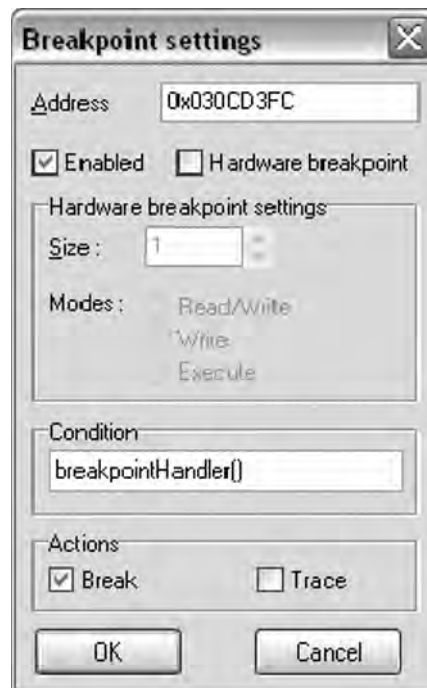 Breakpoint settings
Address 0x030CD3FC
Enabled Hardware breakpoint
Hardware breakpoint settings
Size : 1
Modes : Read/Write
Write
Execute
Condition
breakpointHandler()
Actions
Break Trace
OK Cancel